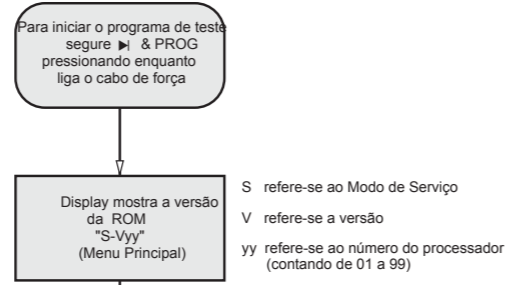 Para iniciar o programa de teste
segure ▶| & PROG
pressionando enquanto
liga o cabo de força
Display mostra a versão
da ROM
"S-Vyy"
(Menu Principal)
S refere-se ao Modo de Serviço
V refere-se a versão
yy refere-se ao número do processador
(contando de 01 a 99)